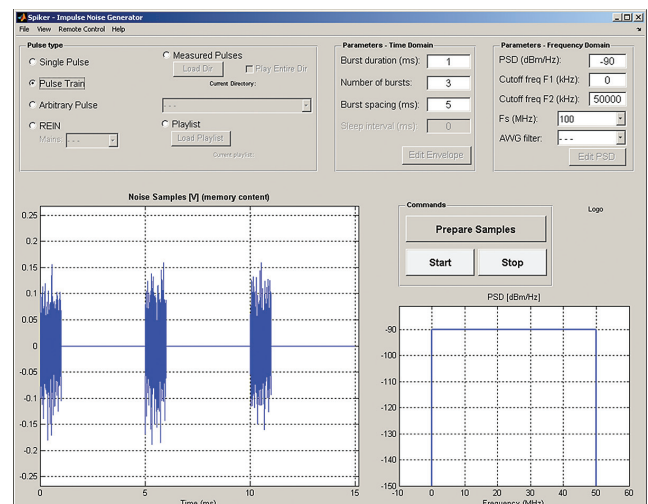 Spiker - Impulse Noise Generator
File View Remote Control Help
Pulse type
Single Pulse
Pulse Train
Arbitrary Pulse
REIN
Mains: ---
Measured Pulses
Load Dir
Play Entire Dir
Current Directory:
---
Playlist
Load Playlist
Current playlist:
Parameters - Time Domain
Burst duration (ms): 1
Number of bursts: 3
Burst spacing (ms): 5
Sleep interval (ms): 0
Edit Envelope
Parameters - Frequency Domain
PSD (dBm/Hz): -90
Cutoff freq F1 (kHz): 0
Cutoff freq F2 (kHz): 50000
Fs (MHz): 100
AWG filter: ---
Edit PSD
Noise Samples [V] (memory content)
0.25
0.2
0.15
0.1
0.05
0
-0.05
-0.1
-0.15
-0.2
-0.25
0 5 10 15
Time (ms)
Commands
Prepare Samples
Start Stop
Logo
PSD [dBm/Hz]
-90
-100
-110
-120
-130
-140
-150
-10 0 10 20 30 40 50 60
Frequency (MHz)